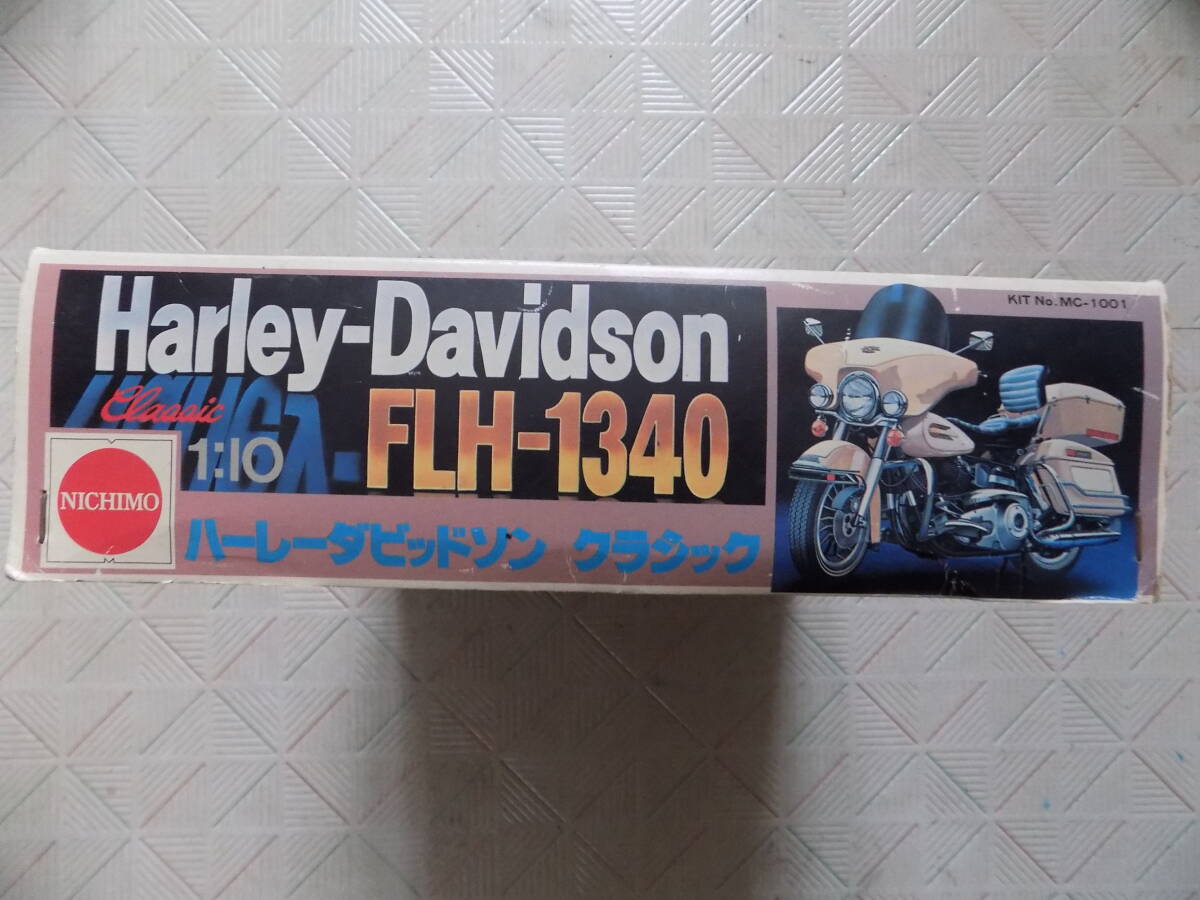 Harley-Davidson
Classic
FLH-1340
1:10
NICHIMO
ハーレーダビッドソン クラシック
KIT No.MC-1001